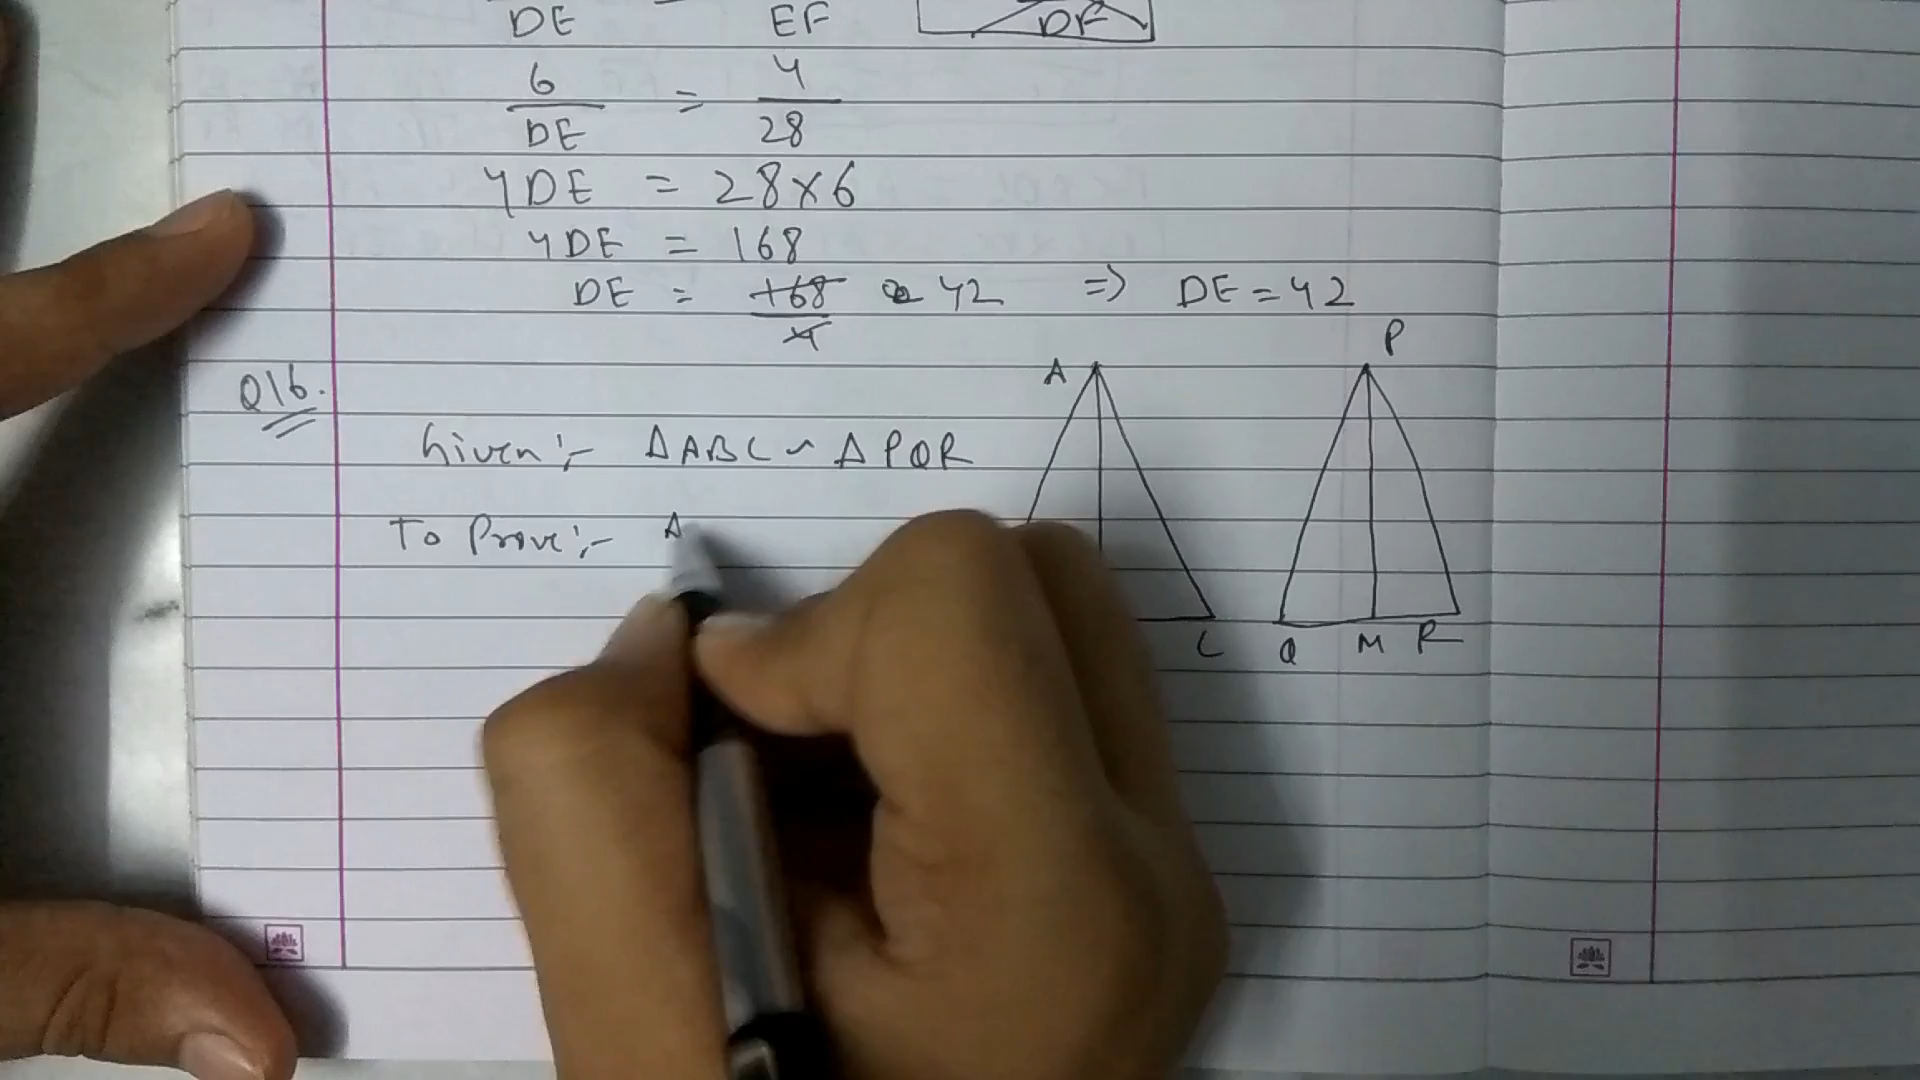 DE = EF
DF
6 = 4
DE 28
4DE = 28×6
4DE = 168
DE = 168/4 = 42 => DE = 42
Q16.
A P
Given:- ΔABC ~ ΔPQR
To Prove:- A
C Q M R